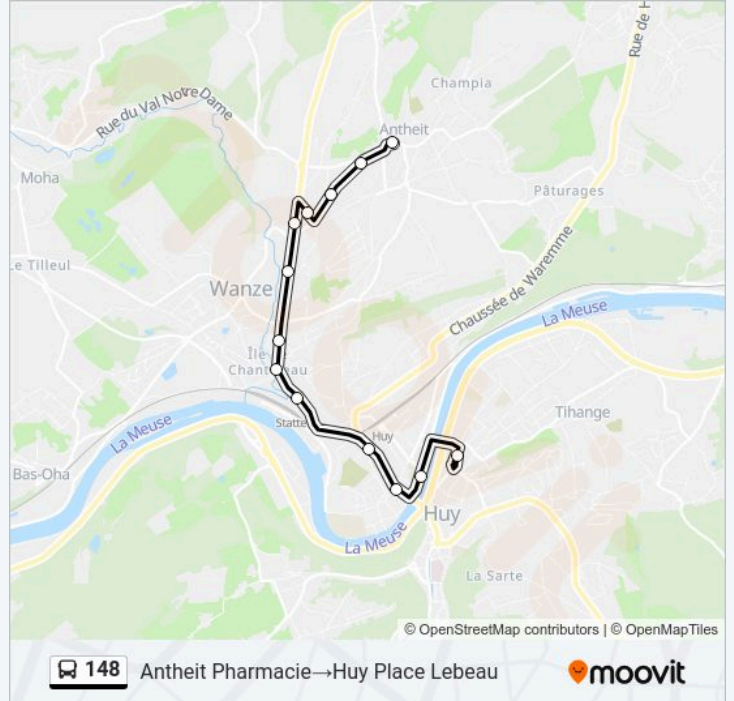 Rue de H
Champia
Rue du Val Notre Dame
Antheit
Moha
Pâturages
Le Tilleul
Wanze
Chaussée de Waremme
La Meuse
Île
Statte
Huy
Tihange
La Meuse
Bas-Oha
Huy
La Meuse
La Sarte
© OpenStreetMap contributors | © OpenMapTiles
148 Antheit Pharmacie→Huy Place Lebeau moovit